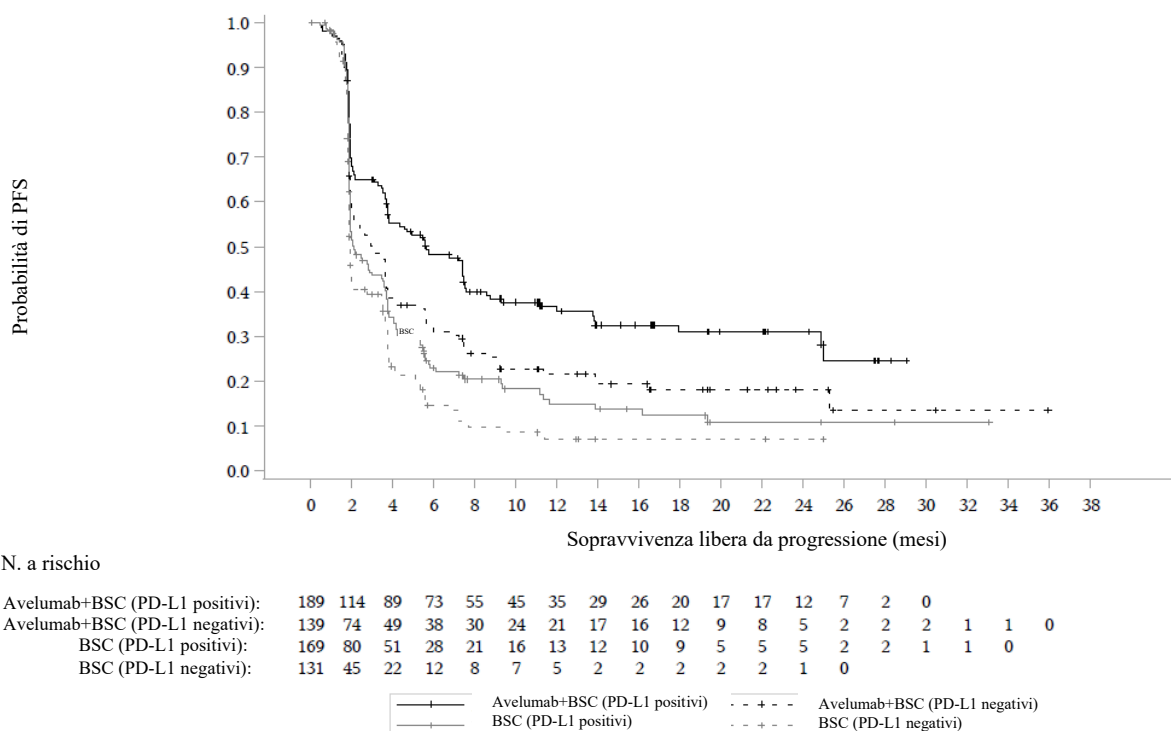 Probabilità di PFS
1.0
0.9
0.8
0.7
0.6
0.5
0.4
0.3
0.2
0.1
0.0
BSC
0 2 4 6 8 10 12 14 16 18 20 22 24 26 28 30 32 34 36 38
Sopravvivenza libera da progressione (mesi)
N. a rischio
Avelumab+BSC (PD-L1 positivi): 189 114 89 73 55 45 35 29 26 20 17 17 12 7 2 0
Avelumab+BSC (PD-L1 negativi): 139 74 49 38 30 24 21 17 16 12 9 8 5 2 2 2 1 1 0
BSC (PD-L1 positivi): 169 80 51 28 21 16 13 12 10 9 5 5 5 2 2 1 1 0
BSC (PD-L1 negativi): 131 45 22 12 8 7 5 2 2 2 2 2 1 0
Avelumab+BSC (PD-L1 positivi) Avelumab+BSC (PD-L1 negativi)
BSC (PD-L1 positivi) BSC (PD-L1 negativi)